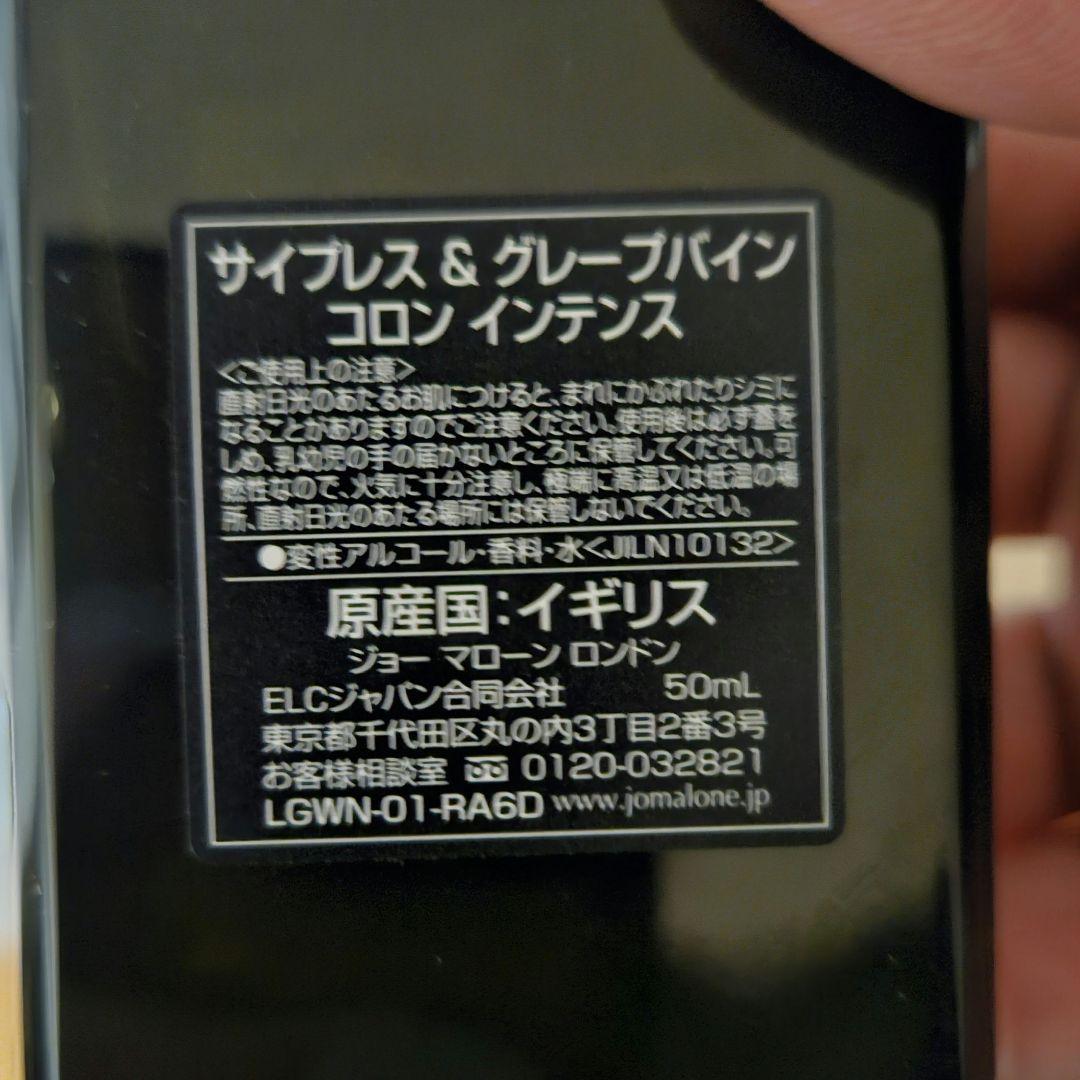 サイプレス & グレープバイン
コロン インテンス
<ご使用上の注意>
直射日光のあたるお肌につけると、まれにかぶれたりシミに
なることがありますのでご注意ください。使用後は必ず蓋を
しめ、乳幼児の手の届かないところに保管してください。可
燃性なので、火気に十分注意し、極端に高温又は低温の場
所、直射日光のあたる場所には保管しないでください。
●変性アルコール・香料・水<JILN10132>
原産国:イギリス
ジョー マローン ロンドン
ELCジャパン合同会社 50mL
東京都千代田区丸の内3丁目2番3号
お客様相談室 0120-032821
LGWN-01-RA6D www.jomalone.jp